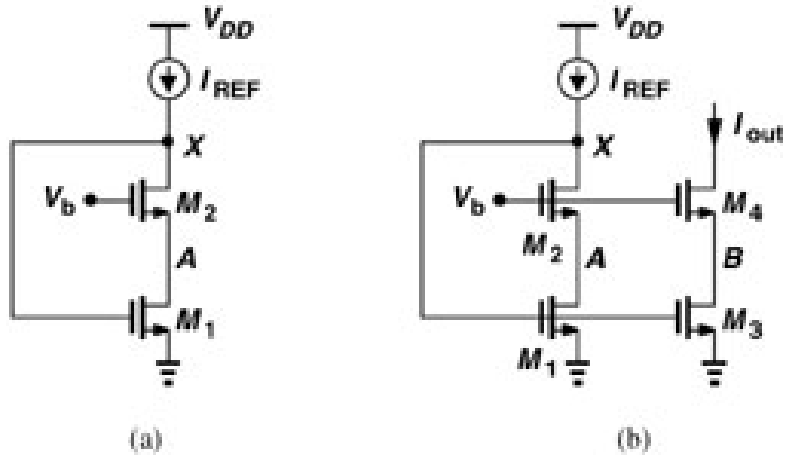 V_DD
I_REF
X
V_b
M_2
A
M_1
(a)
V_DD
I_REF
X
I_out
V_b
M_2
M_4
A
B
M_1
M_3
(b)